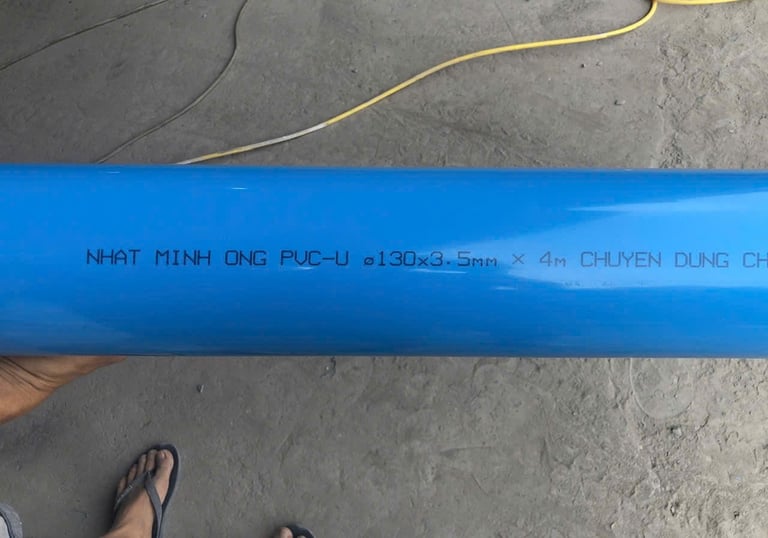 NHAT MINH ONG PVC-U ø130x3.5mm × 4m CHUYEN DUNG CH